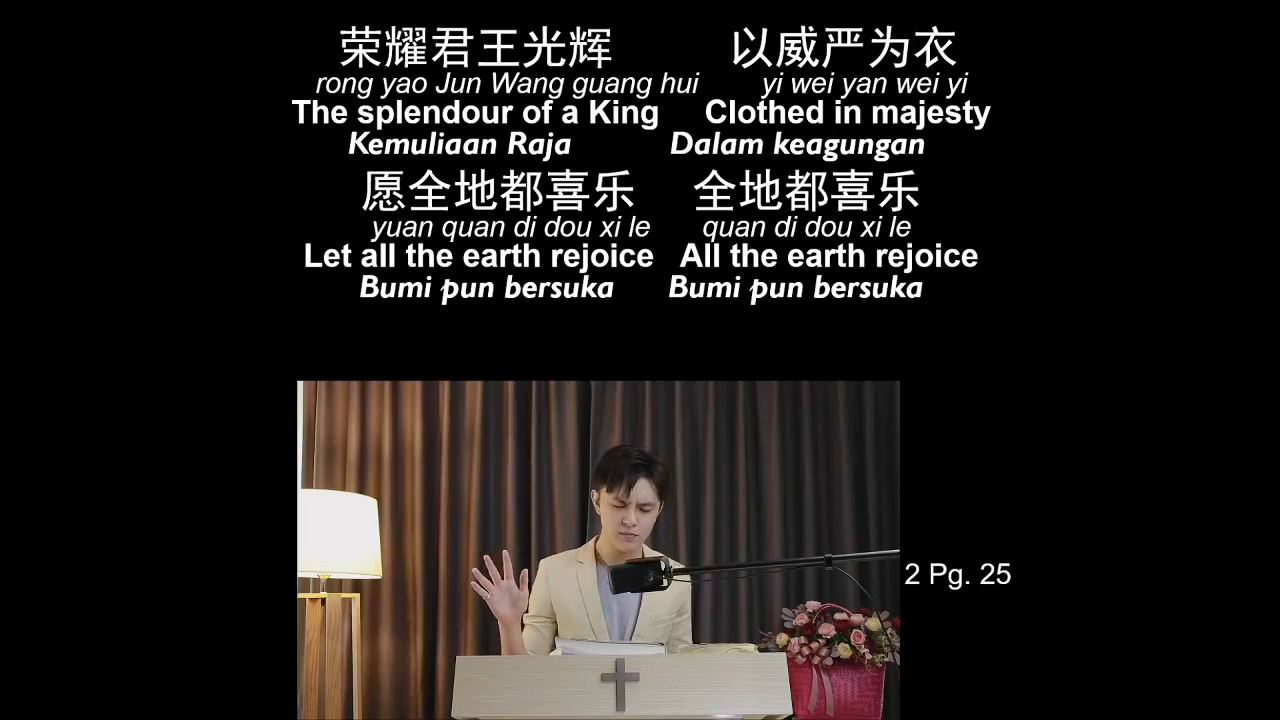 荣耀君王光辉 以威严为衣
rong yao Jun Wang guang hui yi wei yan wei yi
The splendour of a King Clothed in majesty
Kemuliaan Raja Dalam keagungan
愿全地都喜乐 全地都喜乐
yuan quan di dou xi le quan di dou xi le
Let all the earth rejoice All the earth rejoice
Bumi pun bersuka Bumi pun bersuka
2 Pg. 25